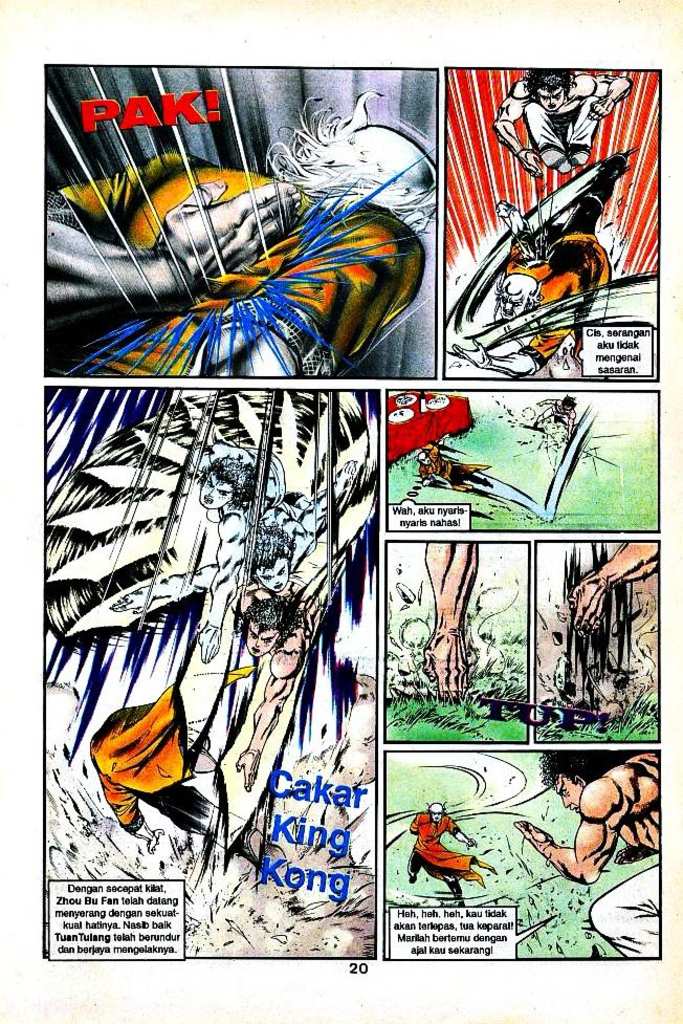 PAK!
Cis, serangan
aku tidak
mengenai
sasaran.
Cakar
King
Kong
Dengan secepat kilat,
Zhou Bu Fan telah datang
menyerang dengan sekuat-
kuat hatinya. Nasib baik
TuanTulang telah berundur
dan berjaya mengelaknya.
Wah, aku nyaris-
nyaris nahas!
TUP!
Heh, heh, heh, kau tidak
akan terlepas, tua keparat!
Marilah bertemu dengan
ajal kau sekarang!
20